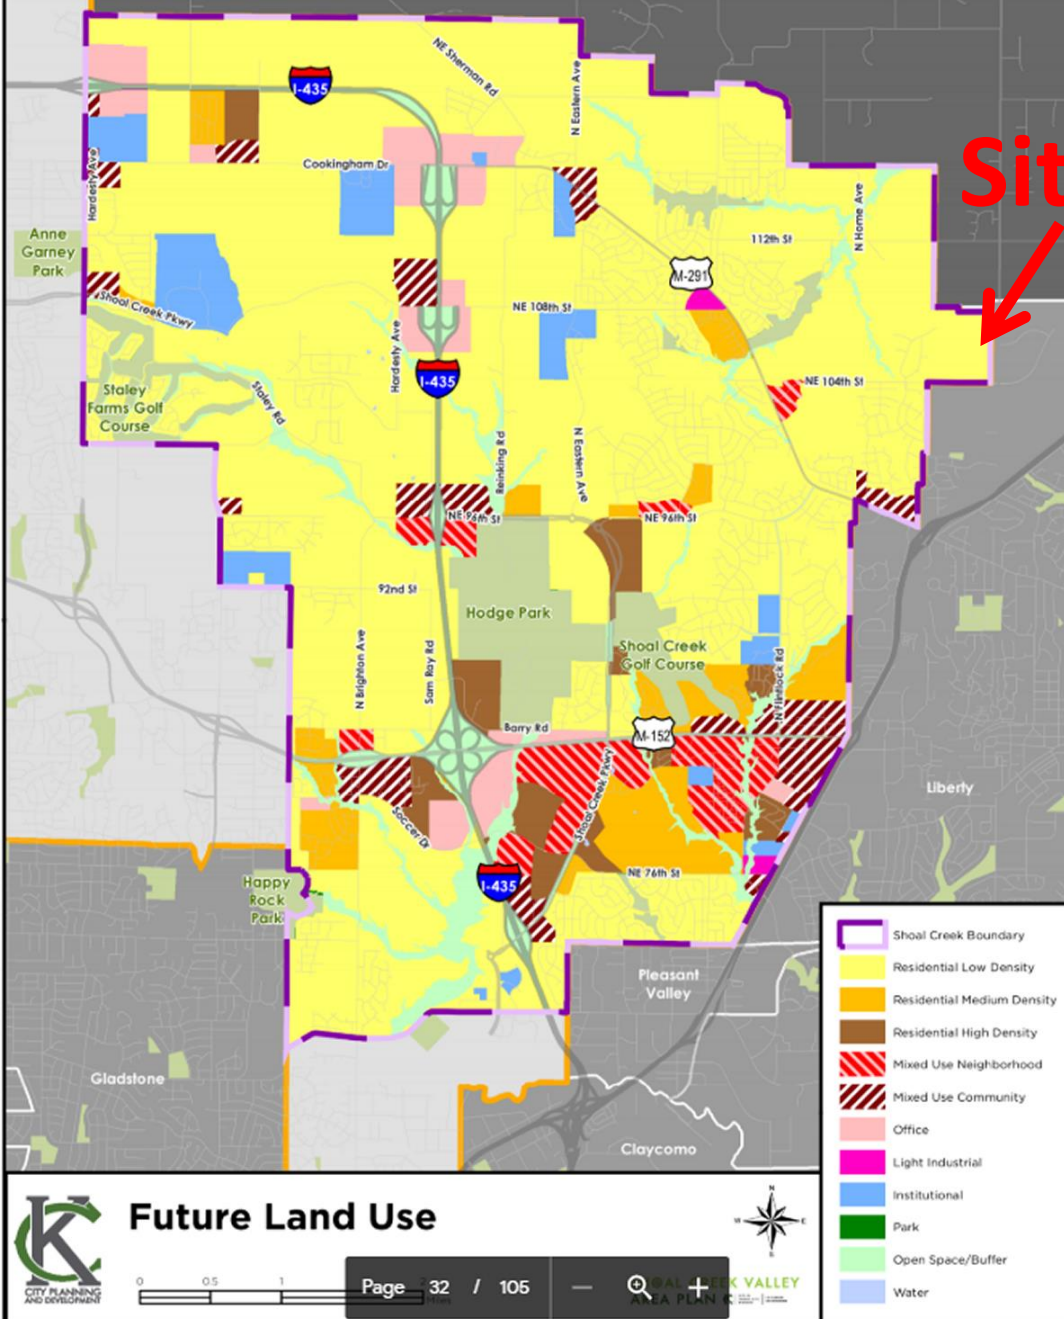 NE Sherman Rd
N Eastern Ave
I-435
Sit
Cookingham Dr
Hardesty Ave
N Home Ave
Anne
Garney
Park
112th St
M-291
Shoal Creek Pkwy
NE 108th St
Hardesty Ave
I-435
NE 104th St
Staley
Farms Golf
Course
Staley Rd
Reinking Rd
N Eastern Ave
NE 96th St
NE 96th St
92nd St
Hodge Park
Shoal Creek
Golf Course
N Brighton Ave
Sam Ray Rd
N Flintlock Rd
Barry Rd
M-152
Shoal Creek Pkwy
Liberty
Soccer Dr
NE 76th St
I-435
Happy
Rock
Park
Pleasant
Valley
Gladstone
Claycomo
Shoal Creek Boundary
Residential Low Density
Residential Medium Density
Residential High Density
Mixed Use Neighborhood
Mixed Use Community
Office
Light Industrial
Institutional
Park
Open Space/Buffer
Water
KC
CITY PLANNING
AND DEVELOPMENT
Future Land Use
N
W E
S
0 0.5 1
Page 32 / 105
EK VALLEY
AREA PLAN